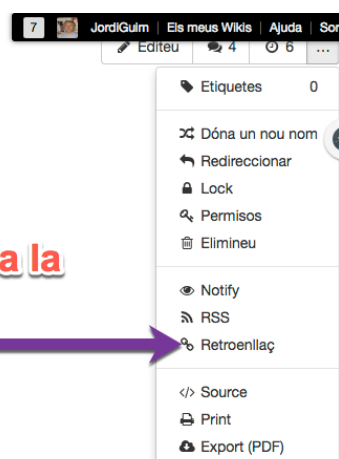 7 JordiGuim Els meus Wikis Ajuda Sor
Editeu 4 6 ...
Etiquetes 0
Dóna un nou nom
Redireccionar
Lock
Permisos
Elimineu
a la
Notify
RSS
Retroenllaç
</> Source
Print
Export (PDF)